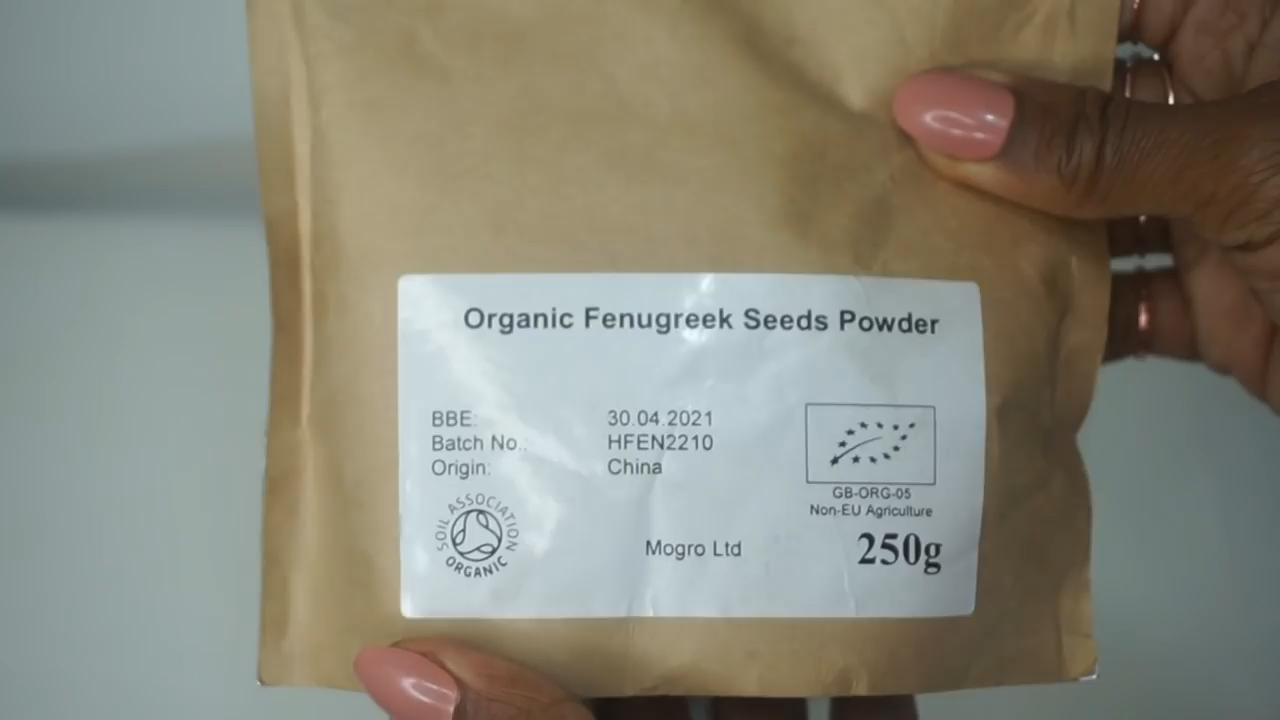 Organic Fenugreek Seeds Powder
BBE: 30.04.2021
Batch No.: HFEN2210
Origin: China
GB-ORG-05
Non-EU Agriculture
SOIL ASSOCIATION
ORGANIC
Mogro Ltd
250g